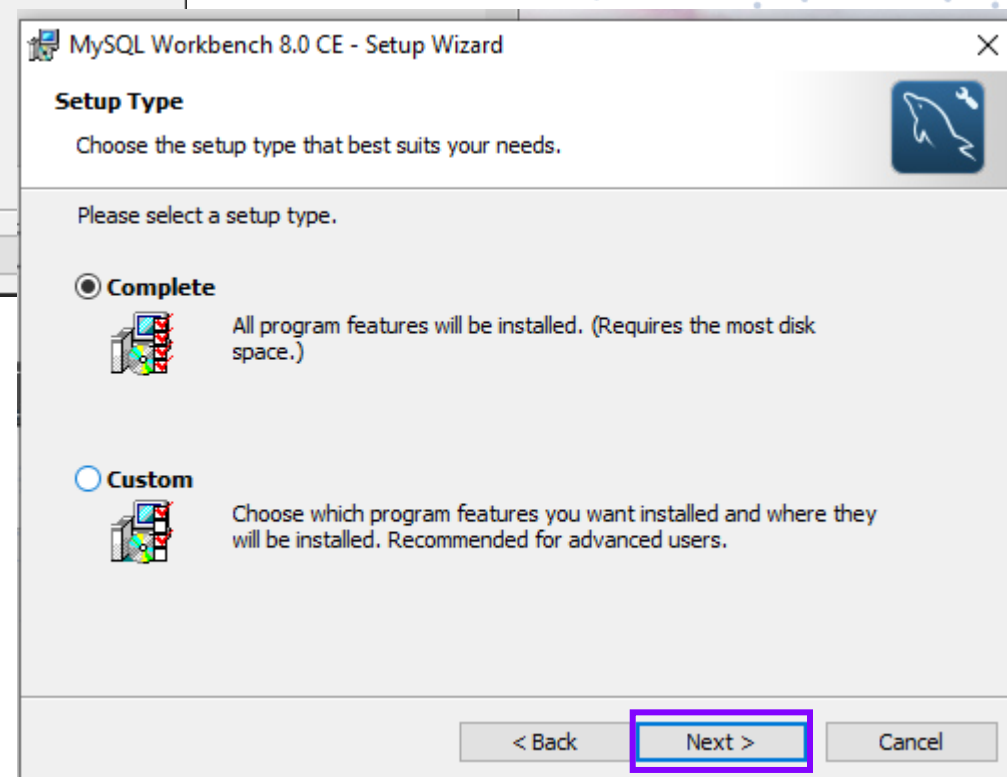 MySQL Workbench 8.0 CE - Setup Wizard
Setup Type
Choose the setup type that best suits your needs.
Please select a setup type.
Complete
All program features will be installed. (Requires the most disk
space.)
Custom
Choose which program features you want installed and where they
will be installed. Recommended for advanced users.
< Back
Next >
Cancel